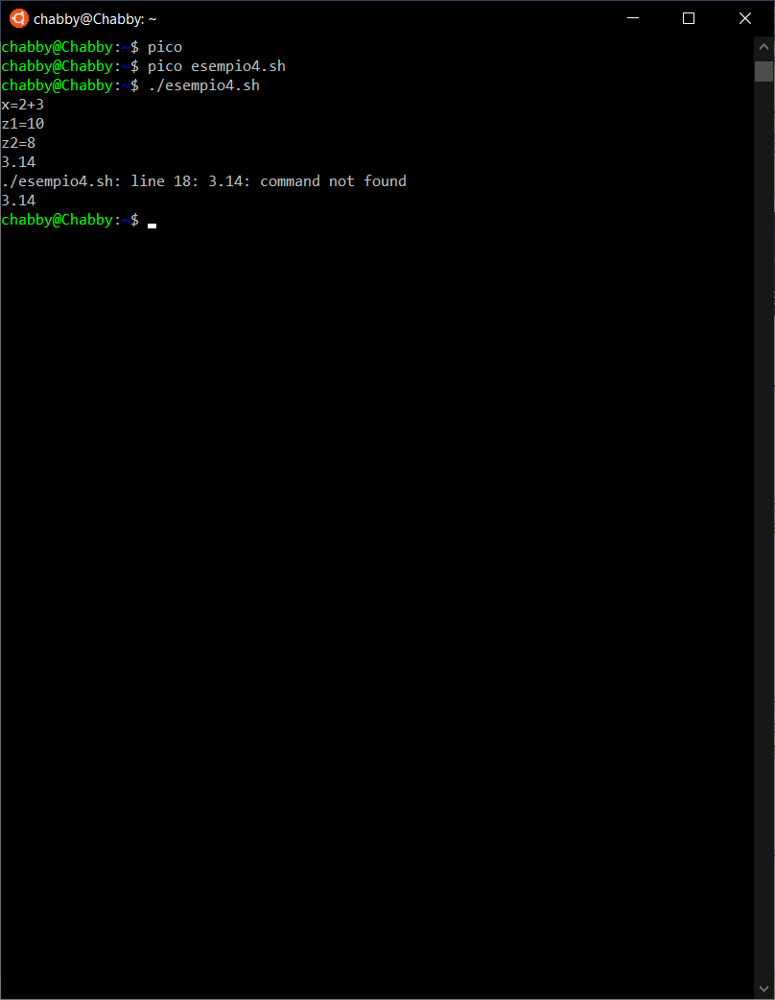 chabby@Chabby: ~
chabby@Chabby:~$ pico
chabby@Chabby:~$ pico esempio4.sh
chabby@Chabby:~$ ./esempio4.sh
x=2+3
z1=10
z2=8
3.14
./esempio4.sh: line 18: 3.14: command not found
3.14
chabby@Chabby:~$